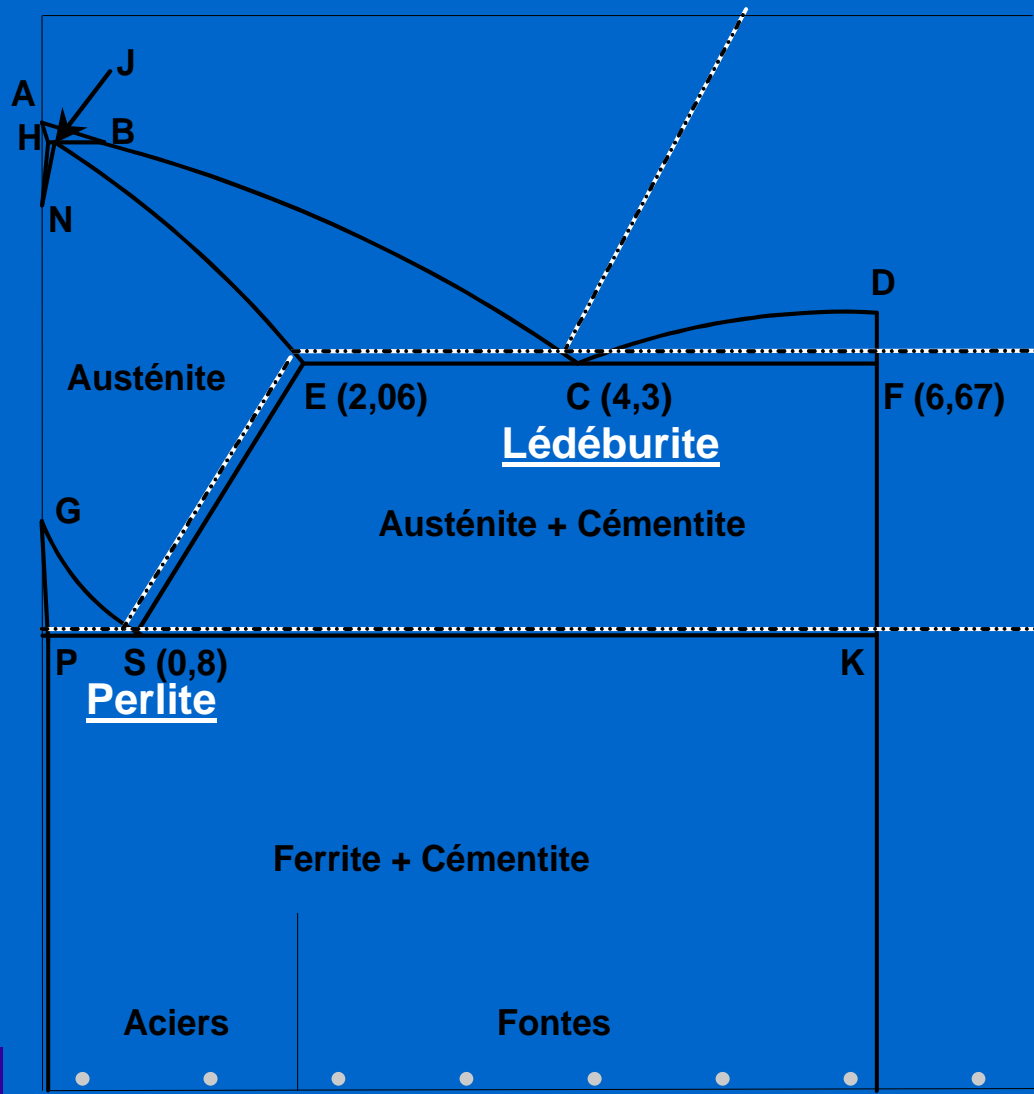 J
A
H
B
N
D
Austénite
E (2,06)
C (4,3)
F (6,67)
Lédéburite
G
Austénite + Cémentite
P
S (0,8)
K
Perlite
Ferrite + Cémentite
Aciers
Fontes